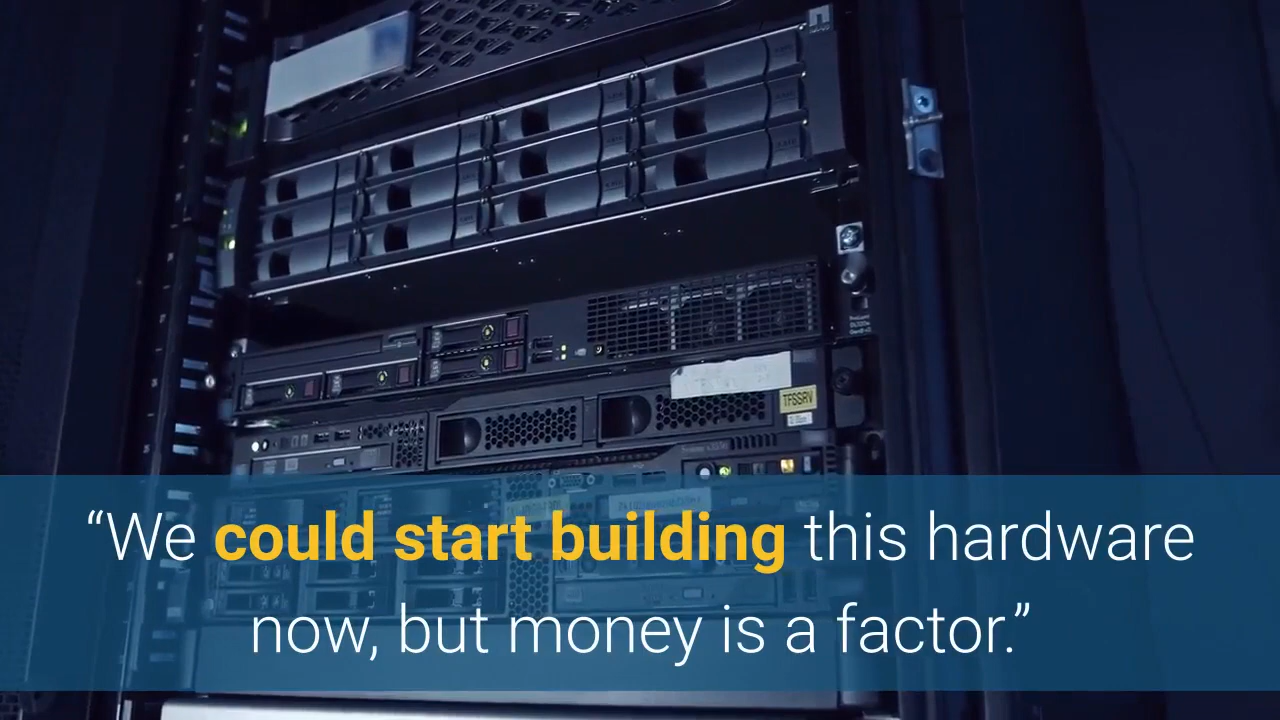 TFSSRV
“We could start building this hardware
now, but money is a factor.”